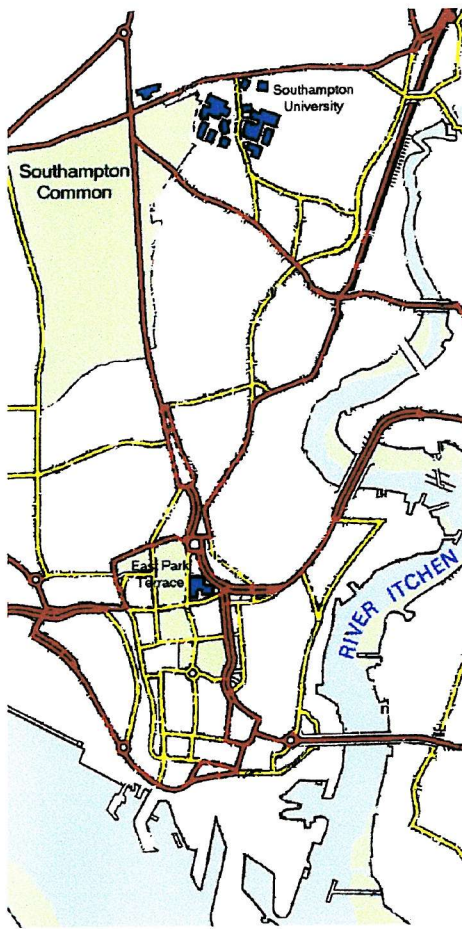 Southampton
University
Southampton
Common
East Park
Terrace
RIVER ITCHEN